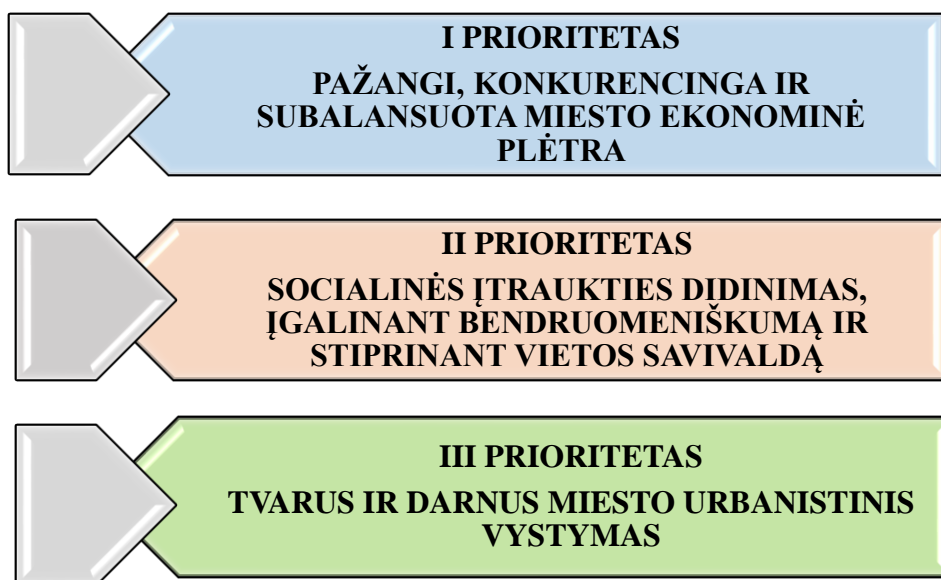 I PRIORITETAS
PAŽANGI, KONKURENCINGA IR
SUBALANSUOTA MIESTO EKONOMINĖ
PLĖTRA
II PRIORITETAS
SOCIALINĖS ĮTRAUKTIES DIDINIMAS,
ĮGALINANT BENDRUOMENIŠKUMĄ IR
STIPRINANT VIETOS SAVIVALDĄ
III PRIORITETAS
TVARUS IR DARNUS MIESTO URBANISTINIS
VYSTYMAS